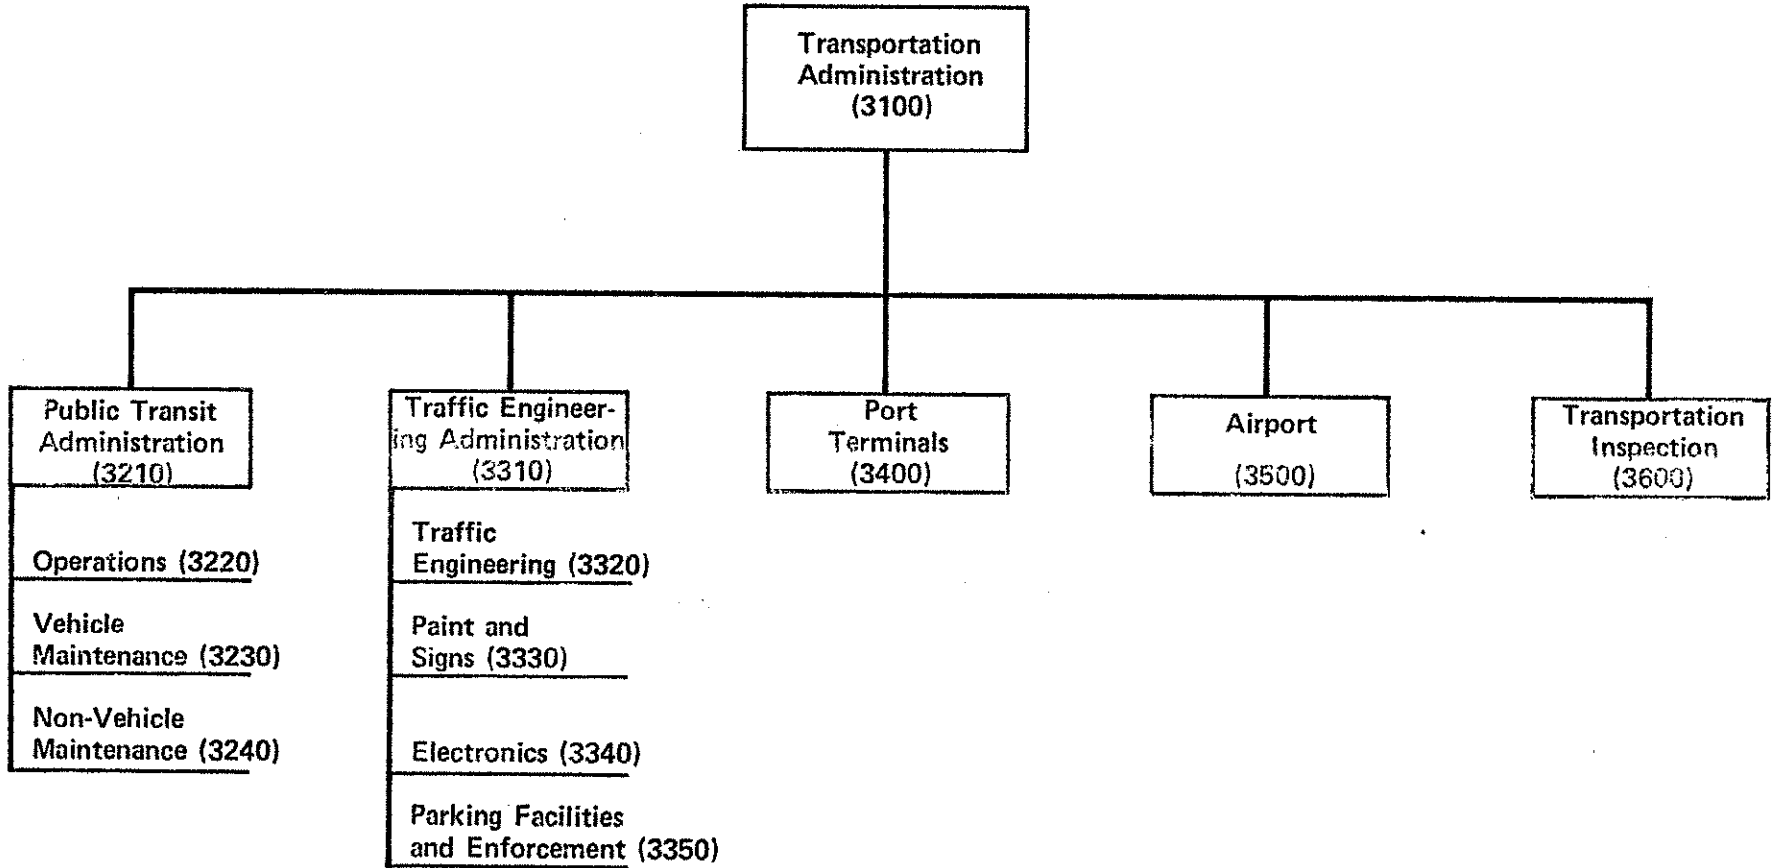 Transportation
Administration
(3100)
Public Transit
Administration
(3210)
Operations (3220)
Vehicle
Maintenance (3230)
Non-Vehicle
Maintenance (3240)
Traffic Engineer-
ing Administration
(3310)
Traffic
Engineering (3320)
Paint and
Signs (3330)
Electronics (3340)
Parking Facilities
and Enforcement (3350)
Port
Terminals
(3400)
Airport
(3500)
Transportation
Inspection
(3600)